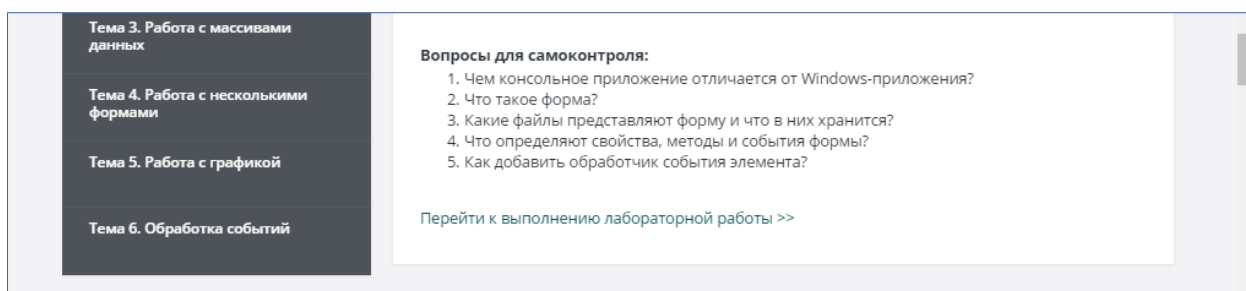 Тема 3. Работа с массивами
данных
Тема 4. Работа с несколькими
формами
Тема 5. Работа с графикой
Тема 6. Обработка событий
Вопросы для самоконтроля:
1. Чем консольное приложение отличается от Windows-приложения?
2. Что такое форма?
3. Какие файлы представляют форму и что в них хранится?
4. Что определяют свойства, методы и события формы?
5. Как добавить обработчик события элемента?
Перейти к выполнению лабораторной работы >>